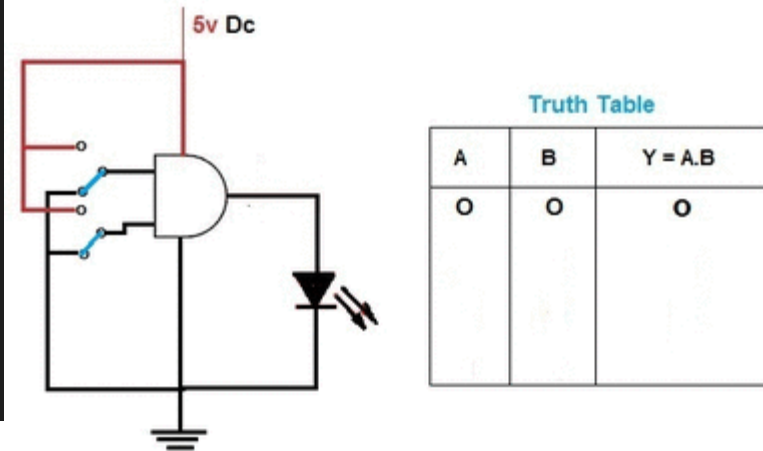 5v Dc
Truth Table
A B Y = A.B
O O O